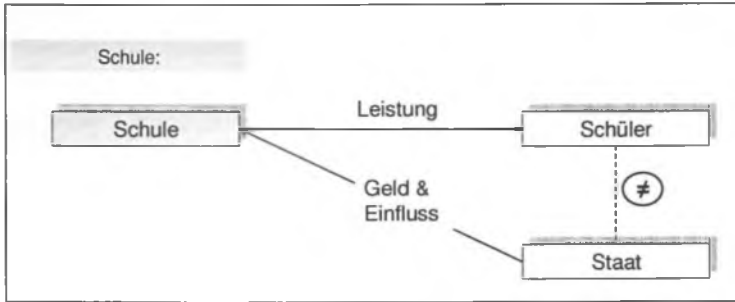 Schule:
Leistung
Schule
Schüler
Geld &
Einfluss
≠
Staat